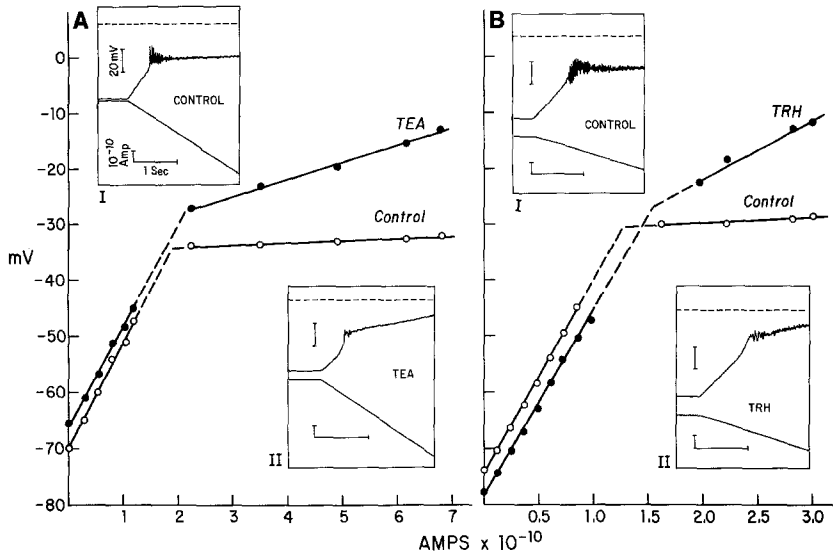 A
B
0
-10
-20
-30
mV
-40
-50
-60
-70
-80
20 mV
CONTROL
10⁻¹⁰ Amp
1 Sec
I
TEA
Control
TEA
II
CONTROL
I
TRH
Control
TRH
II
1 2 3 4 5 6 7
0.5 1.0 1.5 2.0 2.5 3.0
AMPS x 10⁻¹⁰